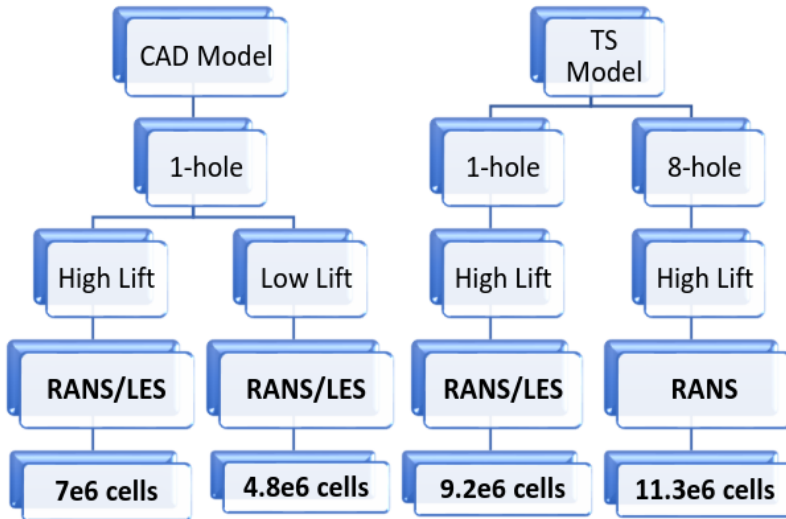 CAD Model
TS
Model
1-hole
1-hole
8-hole
High Lift
Low Lift
High Lift
High Lift
RANS/LES
RANS/LES
RANS/LES
RANS
7e6 cells
4.8e6 cells
9.2e6 cells
11.3e6 cells